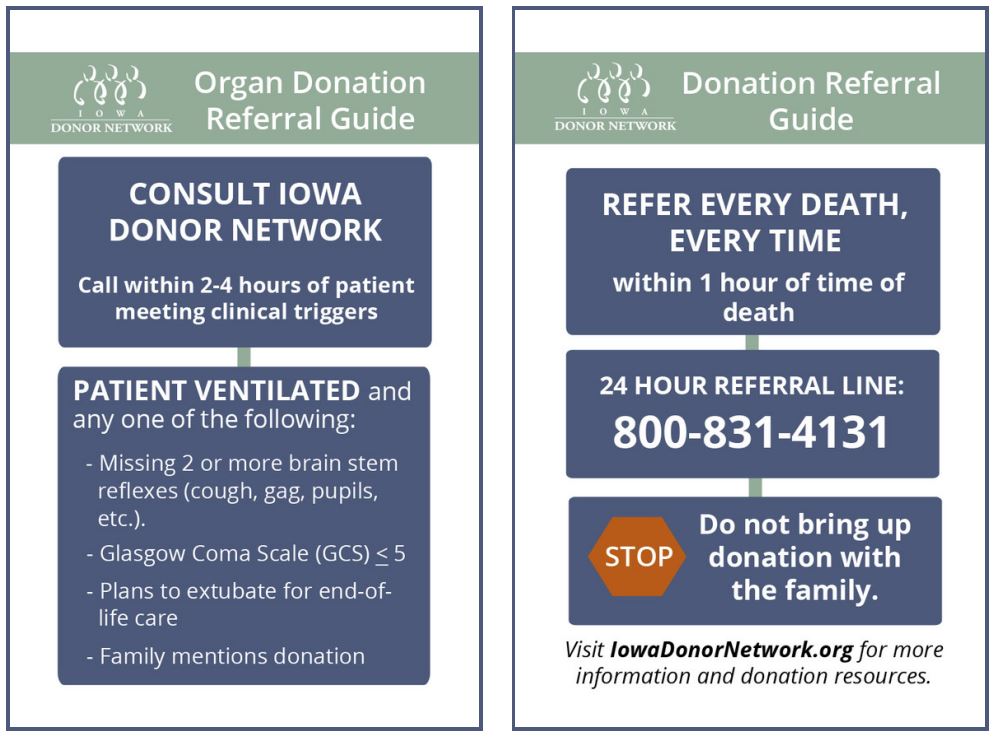 IOWA
DONOR NETWORK
Organ Donation
Referral Guide
CONSULT IOWA
DONOR NETWORK
Call within 2-4 hours of patient
meeting clinical triggers
PATIENT VENTILATED and
any one of the following:
- Missing 2 or more brain stem
reflexes (cough, gag, pupils,
etc.).
- Glasgow Coma Scale (GCS) ≤ 5
- Plans to extubate for end-of-
life care
- Family mentions donation
IOWA
DONOR NETWORK
Donation Referral
Guide
REFER EVERY DEATH,
EVERY TIME
within 1 hour of time of
death
24 HOUR REFERRAL LINE:
800-831-4131
STOP
Do not bring up
donation with
the family.
Visit IowaDonorNetwork.org for more
information and donation resources.